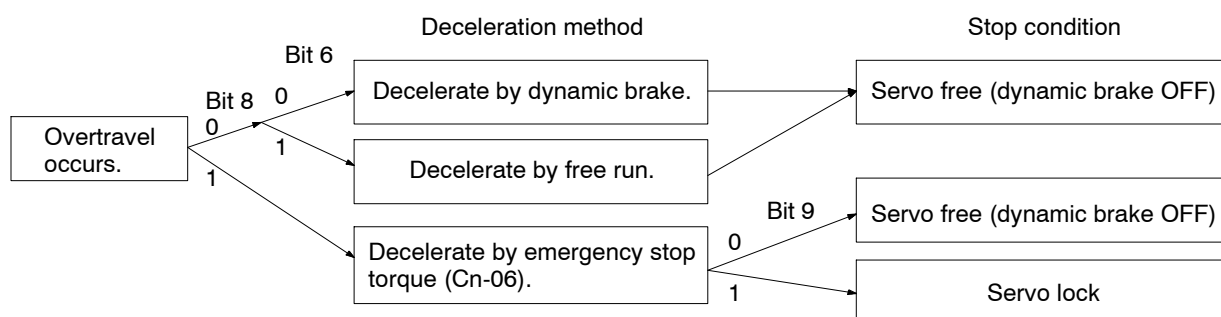 Deceleration method
Stop condition
Bit 6
Bit 8
0
0
1
1
Overtravel
occurs.
Decelerate by dynamic brake.
Servo free (dynamic brake OFF)
Decelerate by free run.
Decelerate by emergency stop
torque (Cn-06).
Bit 9
0
1
Servo free (dynamic brake OFF)
Servo lock